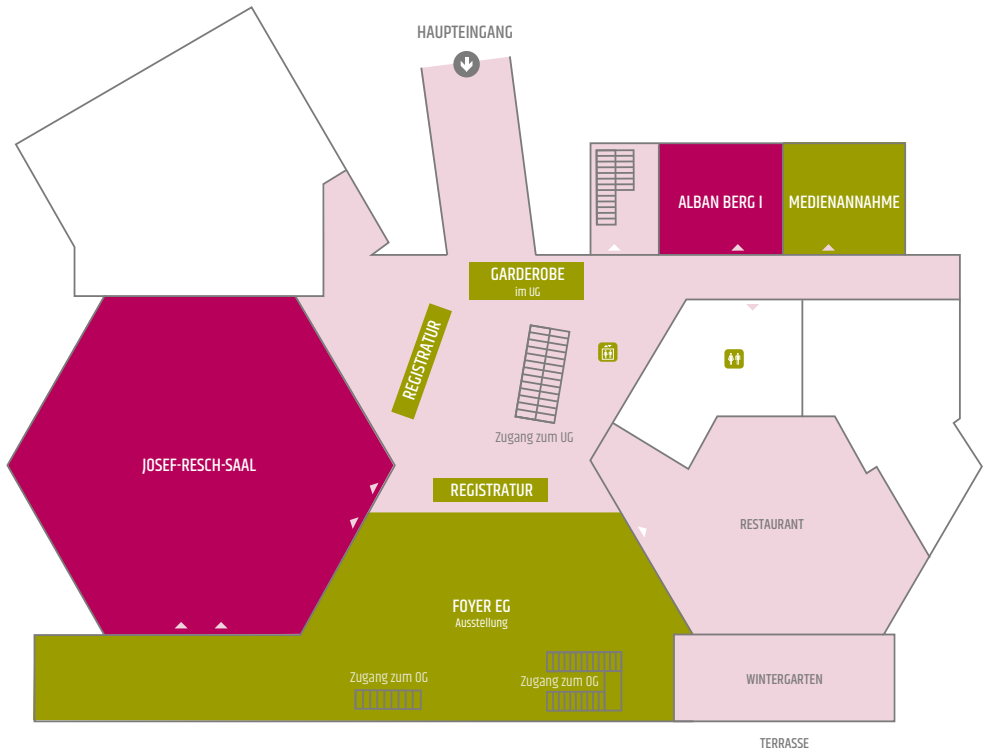 HAUPTEINGANG
ALBAN BERG I
MEDIENANNAHME
GARDEROBE
im UG
REGISTRATUR
Zugang zum UG
JOSEF-RESCH-SAAL
REGISTRATUR
RESTAURANT
FOYER EG
Ausstellung
Zugang zum OG
Zugang zum OG
WINTERGARTEN
TERRASSE